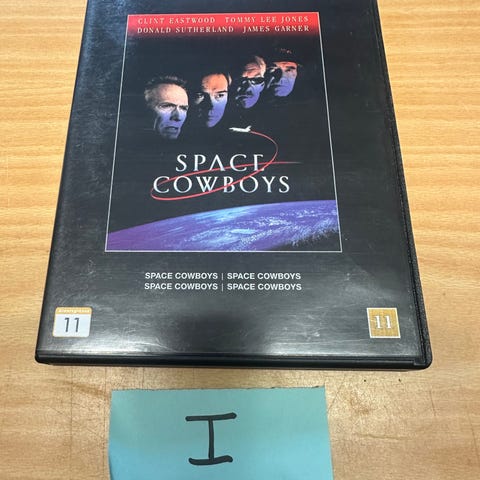 CLINT EASTWOOD TOMMY LEE JONES
DONALD SUTHERLAND JAMES GARNER
SPACE
COWBOYS
SPACE COWBOYS | SPACE COWBOYS
SPACE COWBOYS | SPACE COWBOYS
11
11
I